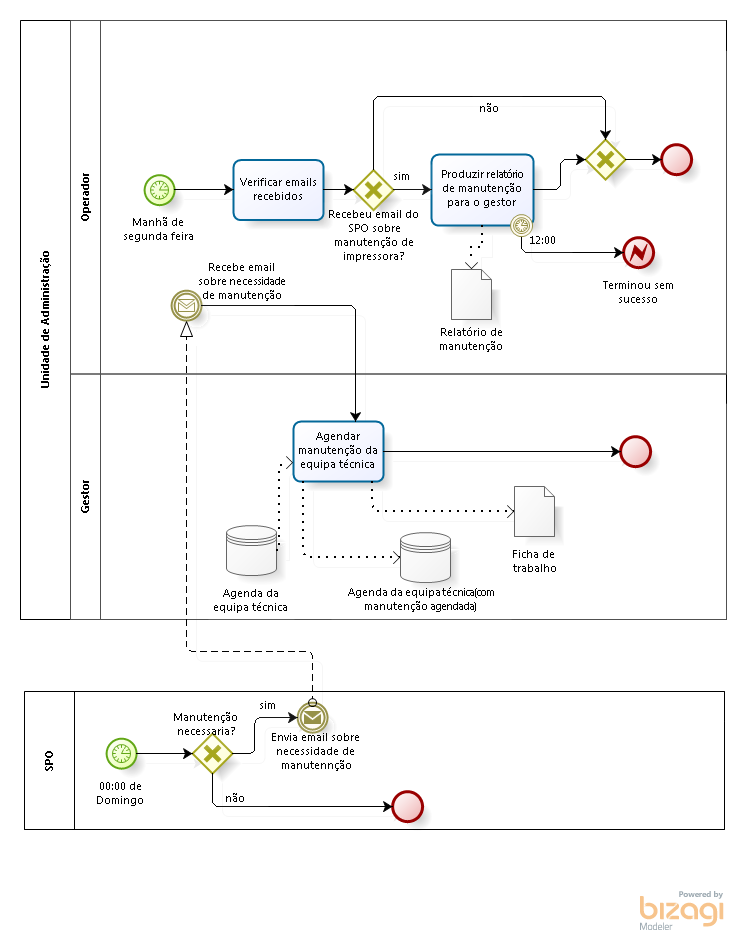 Unidade de Administração
Operador
não
Verificar emails
recebidos
sim
Produzir relatório
de manutenção
para o gestor
Manhã de
segunda feira
Recebeu email do
SPO sobre
manutenção de
impressora?
12:00
Terminou sem
sucesso
Recebe email
sobre necessidade
de manutenção
Relatório de
manutenção
Gestor
Agendar
manutenção da
equipa técnica
Ficha de
trabalho
Agenda da
equipa técnica
Agenda da equipa técnica(com
manutenção agendada)
SPO
Manutenção
necessaria?
sim
Envia email sobre
necessidade de
manutennção
00:00 de
Domingo
não
Powered by
bizagi
Modeler